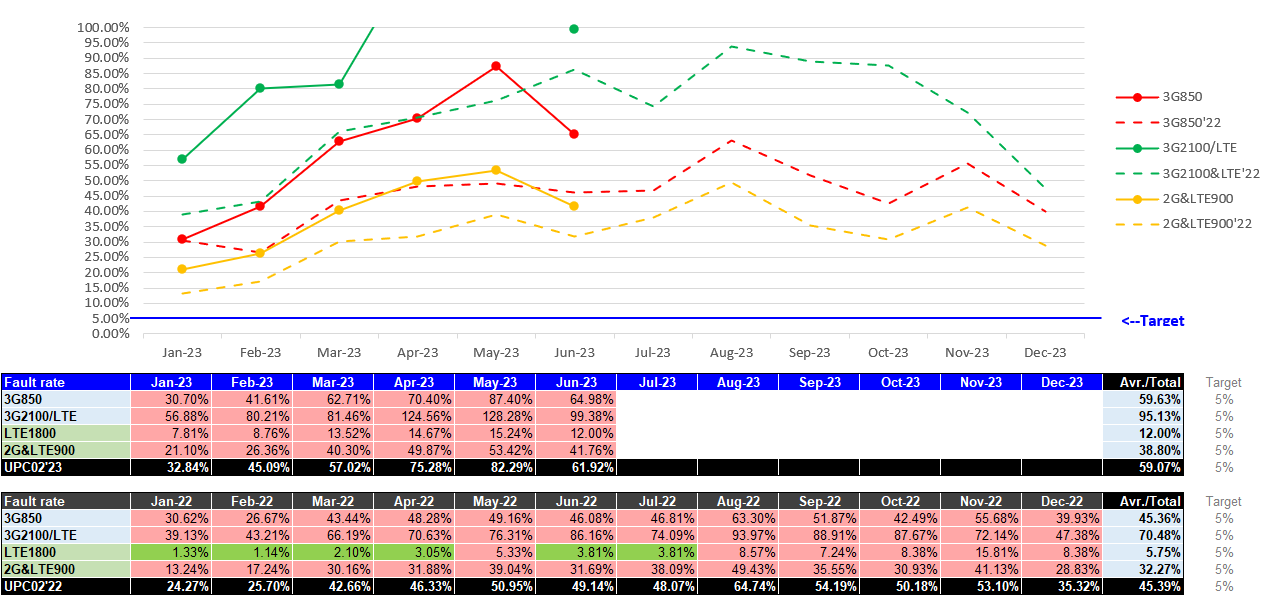 100.00%
95.00%
90.00%
85.00%
80.00%
75.00%
70.00%
65.00%
60.00%
55.00%
50.00%
45.00%
40.00%
35.00%
30.00%
25.00%
20.00%
15.00%
10.00%
5.00%
0.00%
Jan-23 Feb-23 Mar-23 Apr-23 May-23 Jun-23 Jul-23 Aug-23 Sep-23 Oct-23 Nov-23 Dec-23
3G850
3G850'22
3G2100/LTE
3G2100&LTE'22
2G&LTE900
2G&LTE900'22
<--Target
Fault rate Jan-23 Feb-23 Mar-23 Apr-23 May-23 Jun-23 Jul-23 Aug-23 Sep-23 Oct-23 Nov-23 Dec-23 Avr./Total Target
3G850 30.70% 41.61% 62.71% 70.40% 87.40% 64.98% 59.63% 5%
3G2100/LTE 56.88% 80.21% 81.46% 124.56% 128.28% 99.38% 95.13% 5%
LTE1800 7.81% 8.76% 13.52% 14.67% 15.24% 12.00% 12.00% 5%
2G&LTE900 21.10% 26.36% 40.30% 49.87% 53.42% 41.76% 38.80% 5%
UPC02'23 32.84% 45.09% 57.02% 75.28% 82.29% 61.92% 59.07% 5%
Fault rate Jan-22 Feb-22 Mar-22 Apr-22 May-22 Jun-22 Jul-22 Aug-22 Sep-22 Oct-22 Nov-22 Dec-22 Avr./Total Target
3G850 30.62% 26.67% 43.44% 48.28% 49.16% 46.08% 46.81% 63.30% 51.87% 42.49% 55.68% 39.93% 45.36% 5%
3G2100/LTE 39.13% 43.21% 66.19% 70.63% 76.31% 86.16% 74.09% 93.97% 88.91% 87.67% 72.14% 47.38% 70.48% 5%
LTE1800 1.33% 1.14% 2.10% 3.05% 5.33% 3.81% 3.81% 8.57% 7.24% 8.38% 15.81% 8.38% 5.75% 5%
2G&LTE900 13.24% 17.24% 30.16% 31.88% 39.04% 31.69% 38.09% 49.43% 35.55% 30.93% 41.13% 28.83% 32.27% 5%
UPC02'22 24.27% 25.70% 42.66% 46.33% 50.95% 49.14% 48.07% 64.74% 54.19% 50.18% 53.10% 35.32% 45.39% 5%